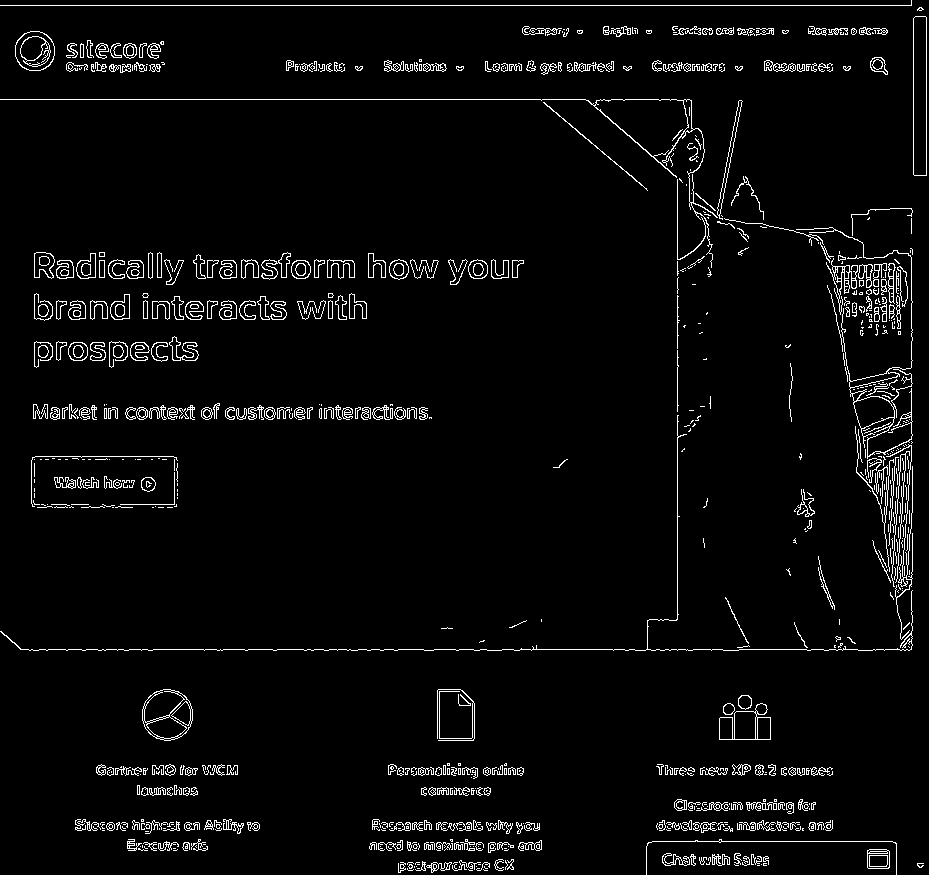 Company English Services and support Request a demo
sitecore
Own the experience
Products Solutions Learn & get started Customers Resources
Radically transform how your
brand interacts with
prospects
Market in context of customer interactions.
Watch how
Gartner MQ for WCM
launches
Sitecore highest on Ability to
Execute axis
Personalizing online
commerce
Research reveals why you
need to maximize pre- and
post-purchase CX
Three new XP 8.2 courses
Classroom training for
developers, marketers, and
Chat with Sales